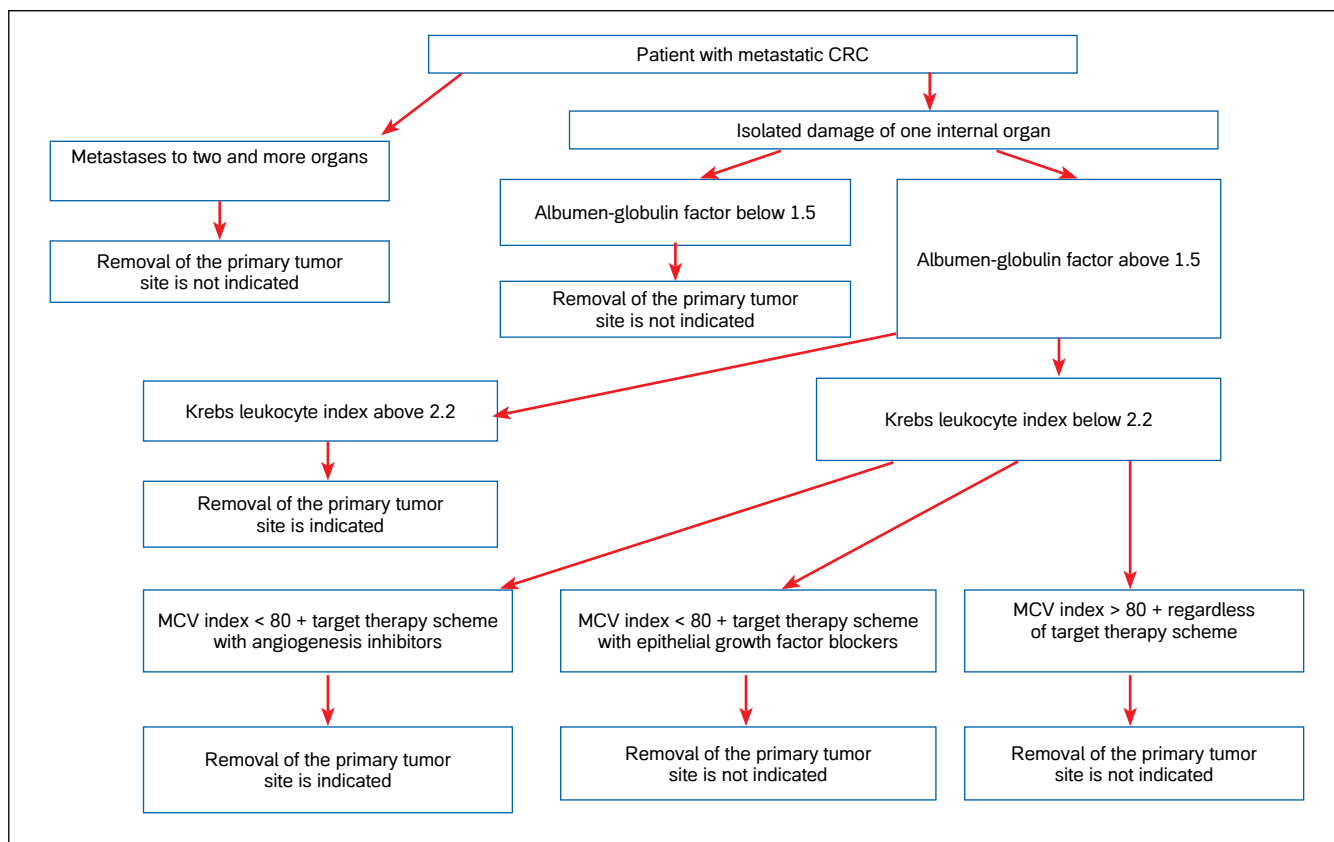 Patient with metastatic CRC
Isolated damage of one internal organ
Metastases to two and more organs
Albumen-globulin factor below 1.5
Albumen-globulin factor above 1.5
Removal of the primary tumor
site is not indicated
Removal of the primary tumor
site is not indicated
Krebs leukocyte index above 2.2
Krebs leukocyte index below 2.2
Removal of the primary tumor
site is indicated
MCV index < 80 + target therapy scheme
with angiogenesis inhibitors
MCV index < 80 + target therapy scheme
with epithelial growth factor blockers
MCV index > 80 + regardless
of target therapy scheme
Removal of the primary tumor
site is indicated
Removal of the primary tumor
site is not indicated
Removal of the primary tumor
site is not indicated